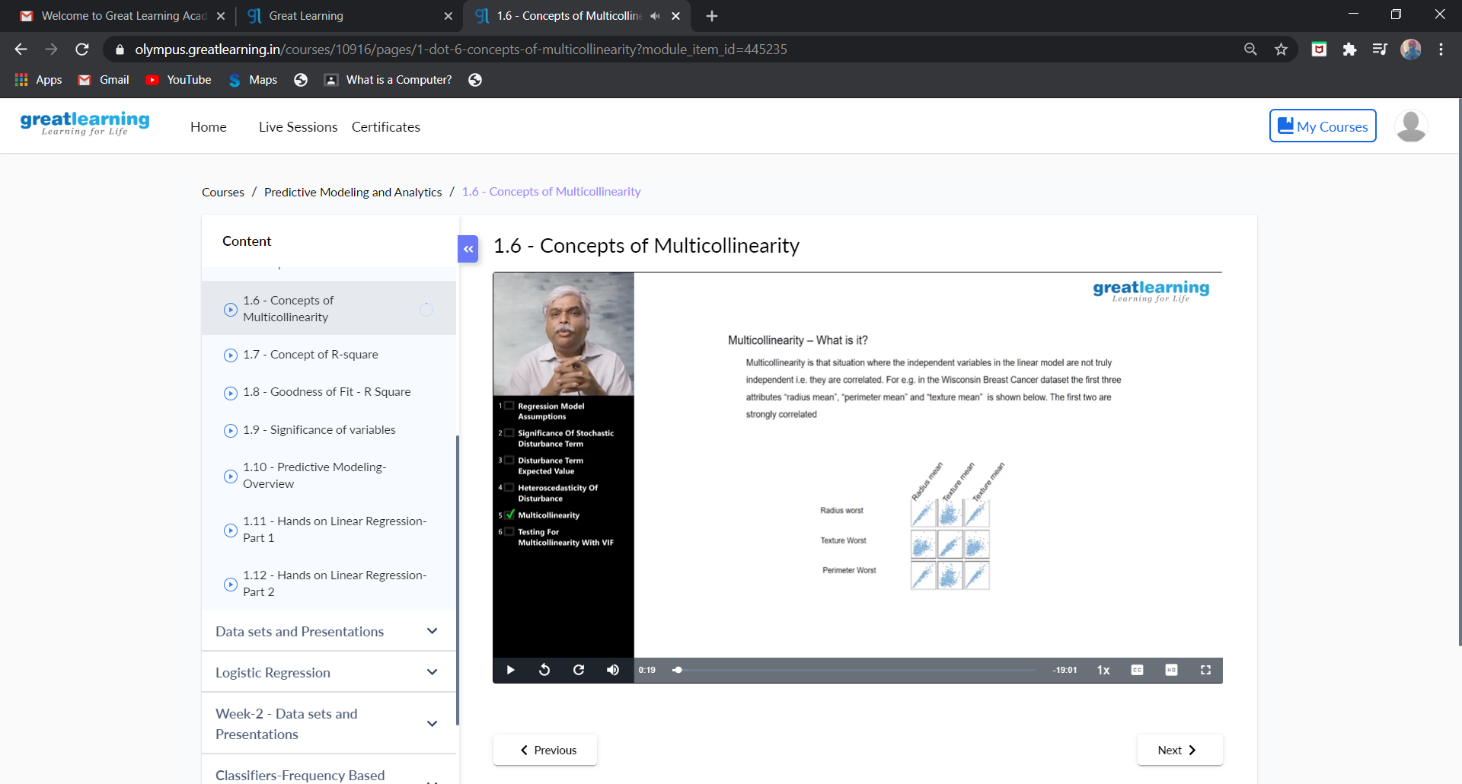 Welcome to Great Learning Acad
Great Learning
1.6 - Concepts of Multicolline
olympus.greatlearning.in/courses/10916/pages/1-dot-6-concepts-of-multicollinearity?module_item_id=445235
Apps
Gmail
YouTube
Maps
What is a Computer?
greatlearning
Learning for Life
Home
Live Sessions
Certificates
My Courses
Courses / Predictive Modeling and Analytics / 1.6 - Concepts of Multicollinearity
Content
1.6 - Concepts of
Multicollinearity
1.7 - Concept of R-square
1.8 - Goodness of Fit - R Square
1.9 - Significance of variables
1.10 - Predictive Modeling-
Overview
1.11 - Hands on Linear Regression-
Part 1
1.12 - Hands on Linear Regression-
Part 2
Data sets and Presentations
Logistic Regression
Week-2 - Data sets and
Presentations
Classifiers-Frequency Based
1.6 - Concepts of Multicollinearity
greatlearning
Learning for Life
1 Regression Model
Assumptions
2 Significance Of Stochastic
Disturbance Term
3 Disturbance Term
Expected Value
4 Heteroscedasticity Of
Disturbance
5 Multicollinearity
6 Testing For
Multicollinearity With VIF
Multicollinearity – What is it?
Multicollinearity is that situation where the independent variables in the linear model are not truly
independent i.e. they are correlated. For e.g. in the Wisconsin Breast Cancer dataset the first three
attributes “radius mean”, “perimeter mean” and “texture mean” is shown below. The first two are
strongly correlated
Radius mean
Texture mean
Texture mean
Radius worst
Texture Worst
Perimeter Worst
0:19
-19:01
1x
CC
HD
Previous
Next